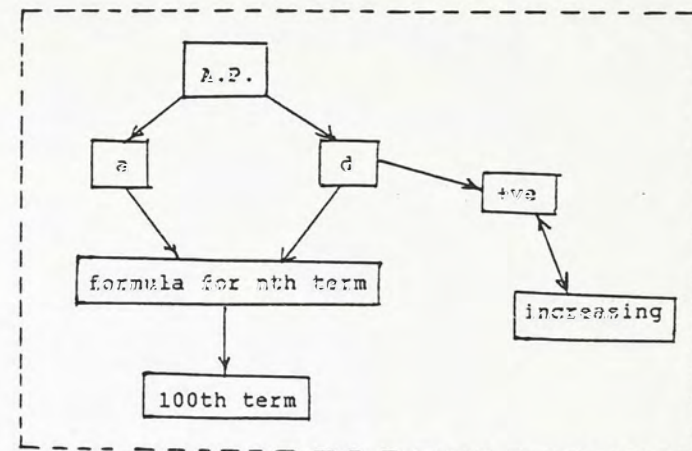 A.P.
a
d
+ve
formula for nth term
increasing
100th term